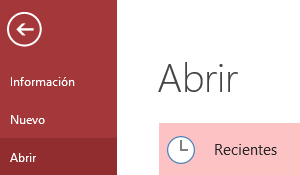 Información
Nuevo
Abrir
Abrir
Recientes